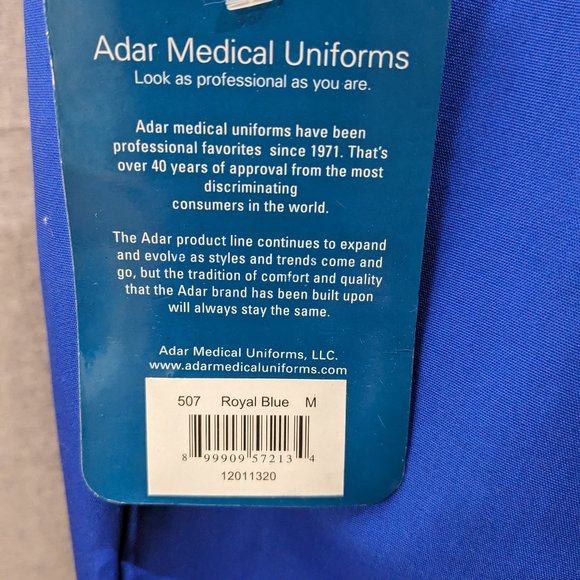 Adar Medical Uniforms
Look as professional as you are.
Adar medical uniforms have been
professional favorites since 1971. That's
over 40 years of approval from the most
discriminating
consumers in the world.
The Adar product line continues to expand
and evolve as styles and trends come and
go, but the tradition of comfort and quality
that the Adar brand has been built upon
will always stay the same.
Adar Medical Uniforms, LLC.
www.adarmedicaluniforms.com
507 Royal Blue M
8 99909 57213 4
12011320